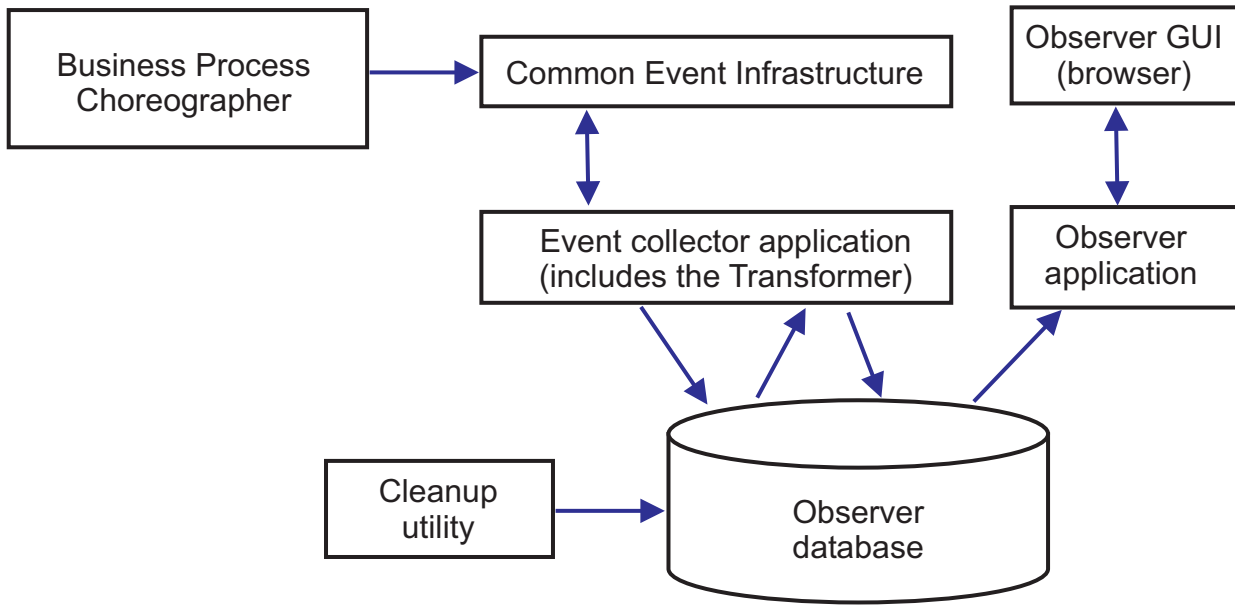 Business Process
Choreographer
Common Event Infrastructure
Observer GUI
(browser)
Event collector application
(includes the Transformer)
Observer
application
Cleanup
utility
Observer
database